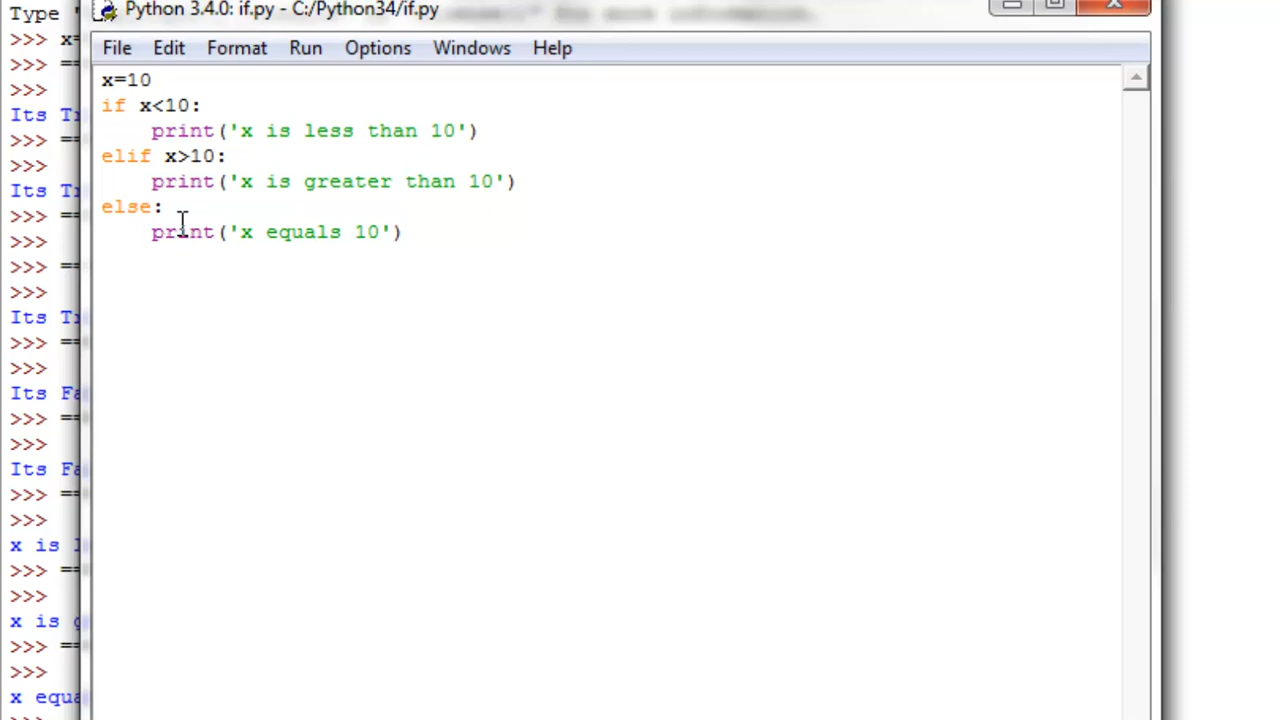 Type "
Python 3.4.0: if.py - C:/Python34/if.py
File Edit Format Run Options Windows Help
x=10
if x<10:
    print('x is less than 10')
elif x>10:
    print('x is greater than 10')
else:
    print('x equals 10')
>>> x=
>>> ==
>>>
Its
>>> ==
>>>
Its
>>> ==
>>>
>>> ==
>>>
Its
>>> ==
>>>
Its
>>> ==
>>>
Its
>>> ==
>>>
x is
>>> ==
>>>
x is
>>> ==
>>>
x
>>>